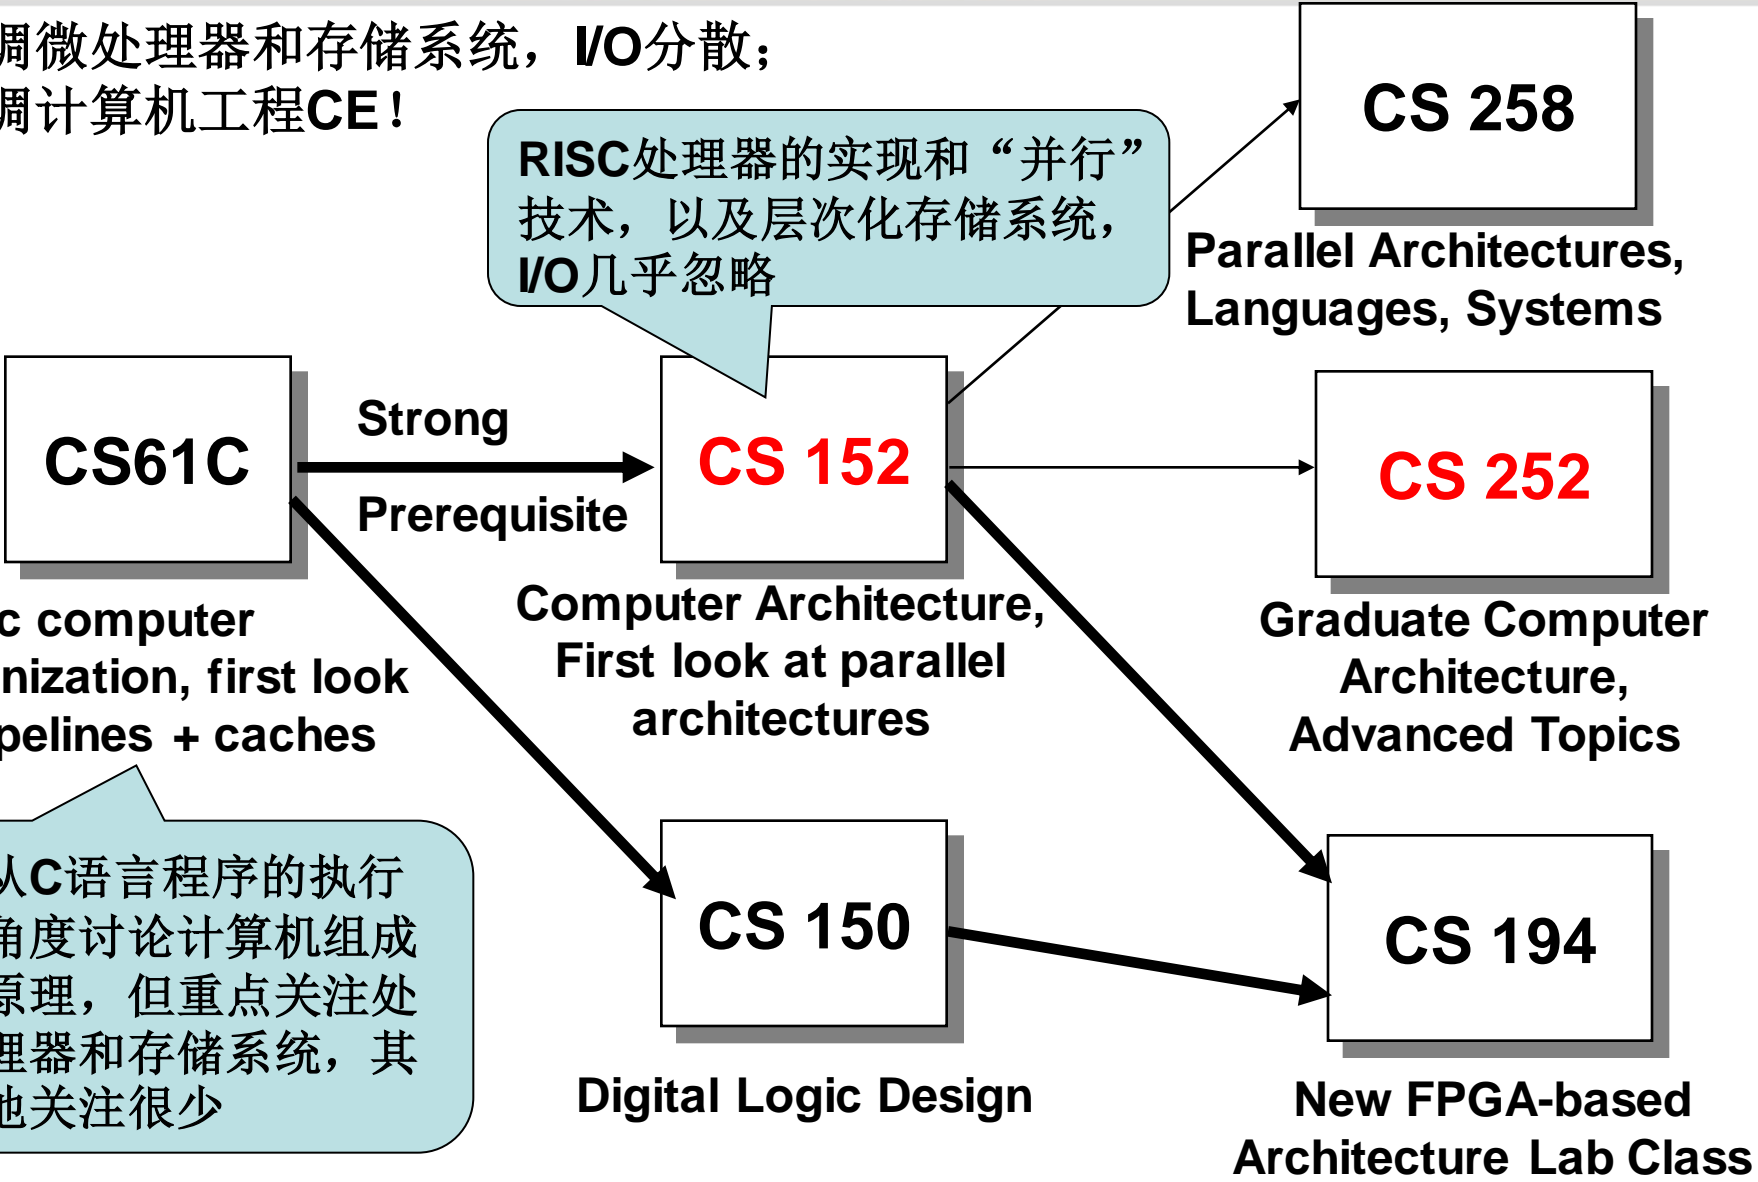 调微处理器和存储系统，I/O分散；
调计算机工程CE！
RISC处理器的实现和“并行”
技术，以及层次化存储系统，
I/O几乎忽略
CS 258
Parallel Architectures,
Languages, Systems
CS61C
Strong
Prerequisite
CS 152
CS 252
c computer
nization, first look
pelines + caches
Computer Architecture,
First look at parallel
architectures
Graduate Computer
Architecture,
Advanced Topics
从C语言程序的执行
角度讨论计算机组成
原理，但重点关注处
理器和存储系统，其
他关注很少
CS 150
CS 194
Digital Logic Design
New FPGA-based
Architecture Lab Class